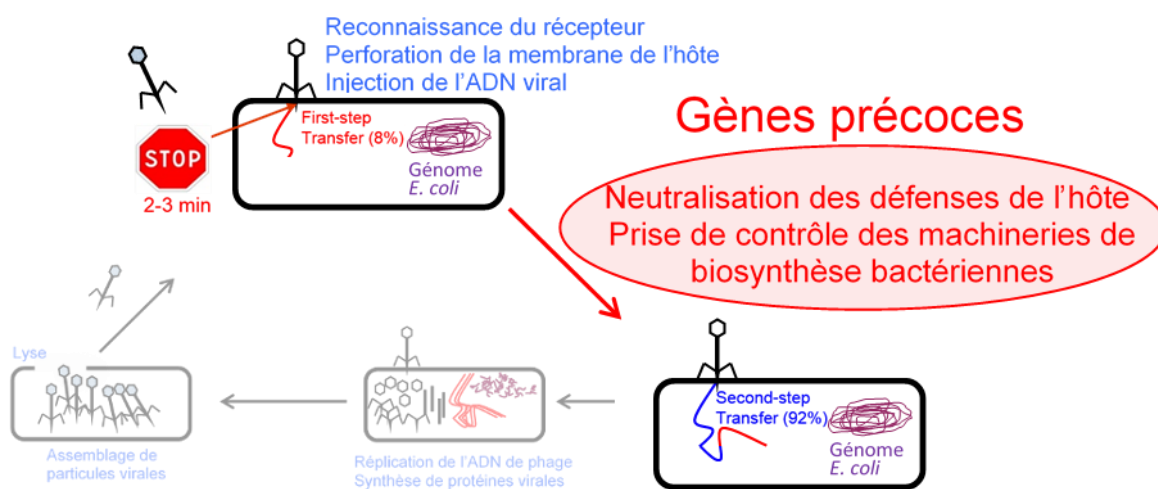 Reconnaissance du récepteur
Perforation de la membrane de l'hôte
Injection de l'ADN viral
First-step
Transfer (8%)
STOP
2-3 min
Génome
E. coli
Gènes précoces
Neutralisation des défenses de l'hôte
Prise de contrôle des machineries de
biosynthèse bactériennes
Second-step
Transfer (92%)
Génome
E. coli
Réplication de l'ADN de phage
Synthèse de protéines virales
Lyse
Assemblage de
particules virales